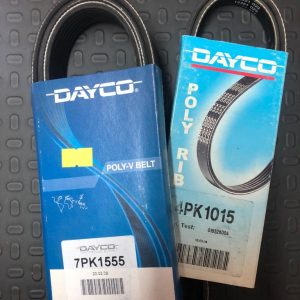 DAYCO
POLY-V BELT
DAYCO
7PK1555
DAYCO
POLY RIB
4PK1015